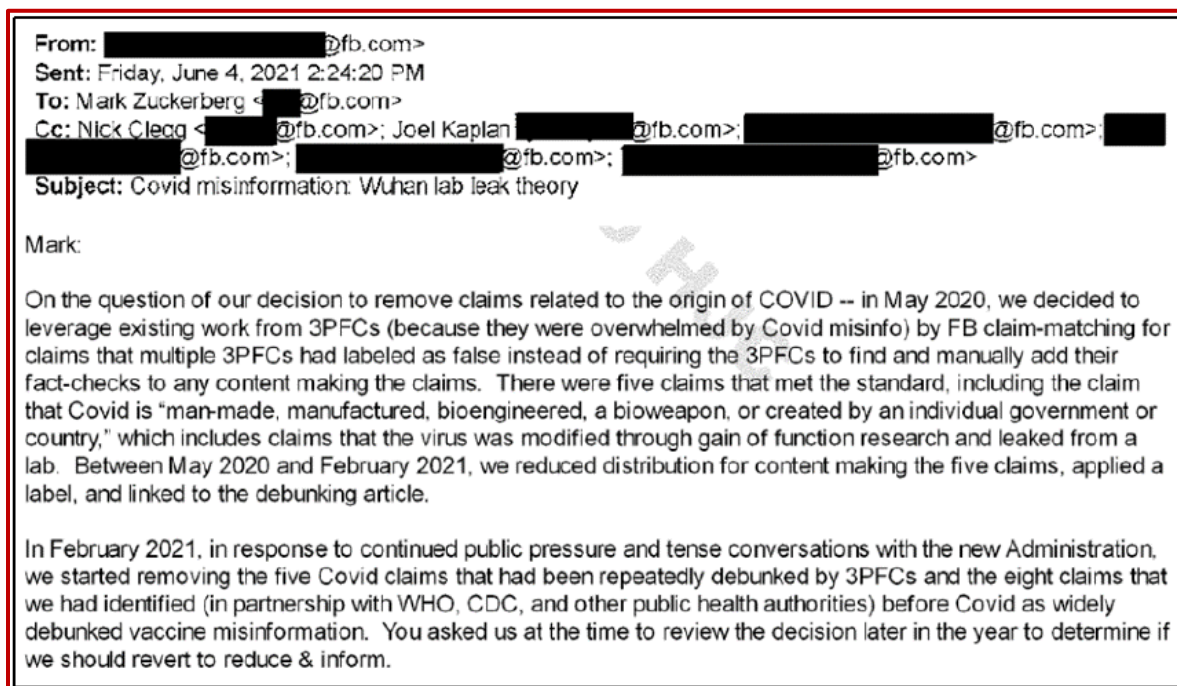 From: @fb.com>
Sent: Friday, June 4, 2021 2:24:20 PM
To: Mark Zuckerberg < @fb.com>
Cc: Nick Clegg < @fb.com>; Joel Kaplan @fb.com>; @fb.com>;
@fb.com>; @fb.com>; @fb.com>
Subject: Covid misinformation: Wuhan lab leak theory
Mark:
On the question of our decision to remove claims related to the origin of COVID -- in May 2020, we decided to
leverage existing work from 3PFCs (because they were overwhelmed by Covid misinfo) by FB claim-matching for
claims that multiple 3PFCs had labeled as false instead of requiring the 3PFCs to find and manually add their
fact-checks to any content making the claims. There were five claims that met the standard, including the claim
that Covid is "man-made, manufactured, bioengineered, a bioweapon, or created by an individual government or
country," which includes claims that the virus was modified through gain of function research and leaked from a
lab. Between May 2020 and February 2021, we reduced distribution for content making the five claims, applied a
label, and linked to the debunking article.
In February 2021, in response to continued public pressure and tense conversations with the new Administration,
we started removing the five Covid claims that had been repeatedly debunked by 3PFCs and the eight claims that
we had identified (in partnership with WHO, CDC, and other public health authorities) before Covid as widely
debunked vaccine misinformation. You asked us at the time to review the decision later in the year to determine if
we should revert to reduce & inform.